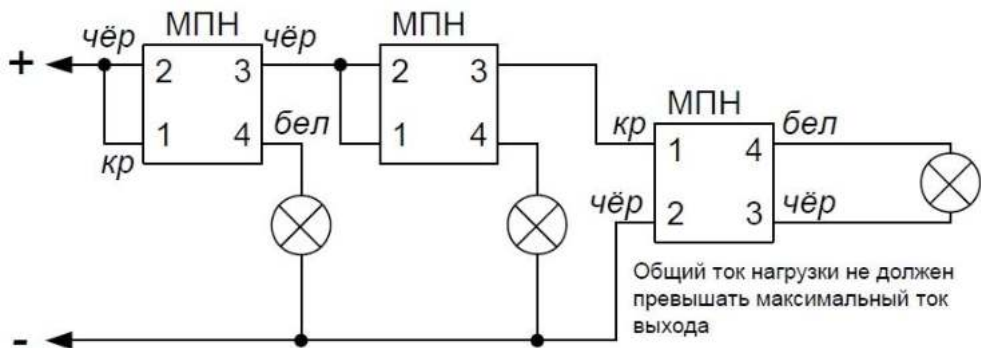 МПН
МПН
чёр
чёр
+
2 3
2 3
МПН
1 4
бел
1 4
кр
бел
кр
1 4
чёр
2 3
чёр
Общий ток нагрузки не должен
превышать максимальный ток
выхода
-